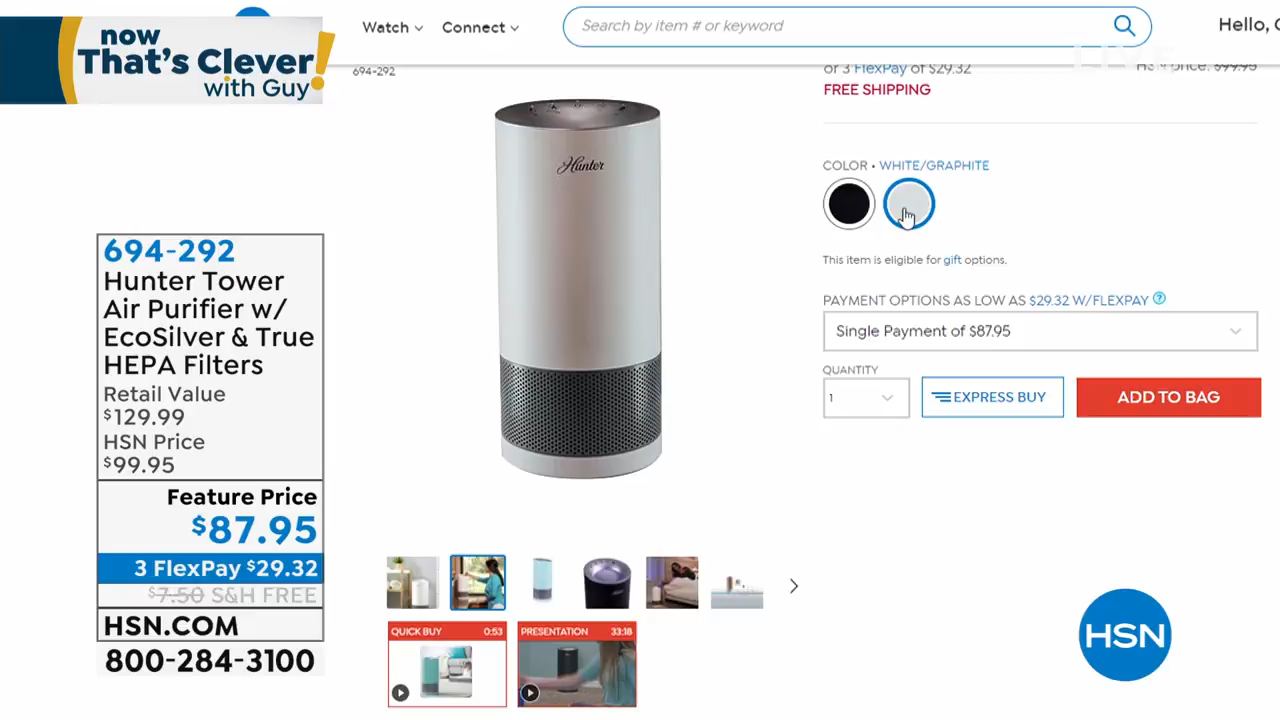 now
That's Clever!
with Guy
Watch
Connect
Search by item # or keyword
Hello,
LIVE
694-292
or 3 FlexPay of $29.32
HSN price: $99.95
FREE SHIPPING
Hunter
COLOR • WHITE/GRAPHITE
This item is eligible for gift options.
PAYMENT OPTIONS AS LOW AS $29.32 W/FLEXPAY ?
Single Payment of $87.95
QUANTITY
1
EXPRESS BUY
ADD TO BAG
694-292
Hunter Tower
Air Purifier w/
EcoSilver & True
HEPA Filters
Retail Value
$129.99
HSN Price
$99.95
Feature Price
$87.95
3 FlexPay $29.32
$7.50 S&H FREE
HSN.COM
800-284-3100
QUICK BUY 0:53
PRESENTATION 33:18
HSN